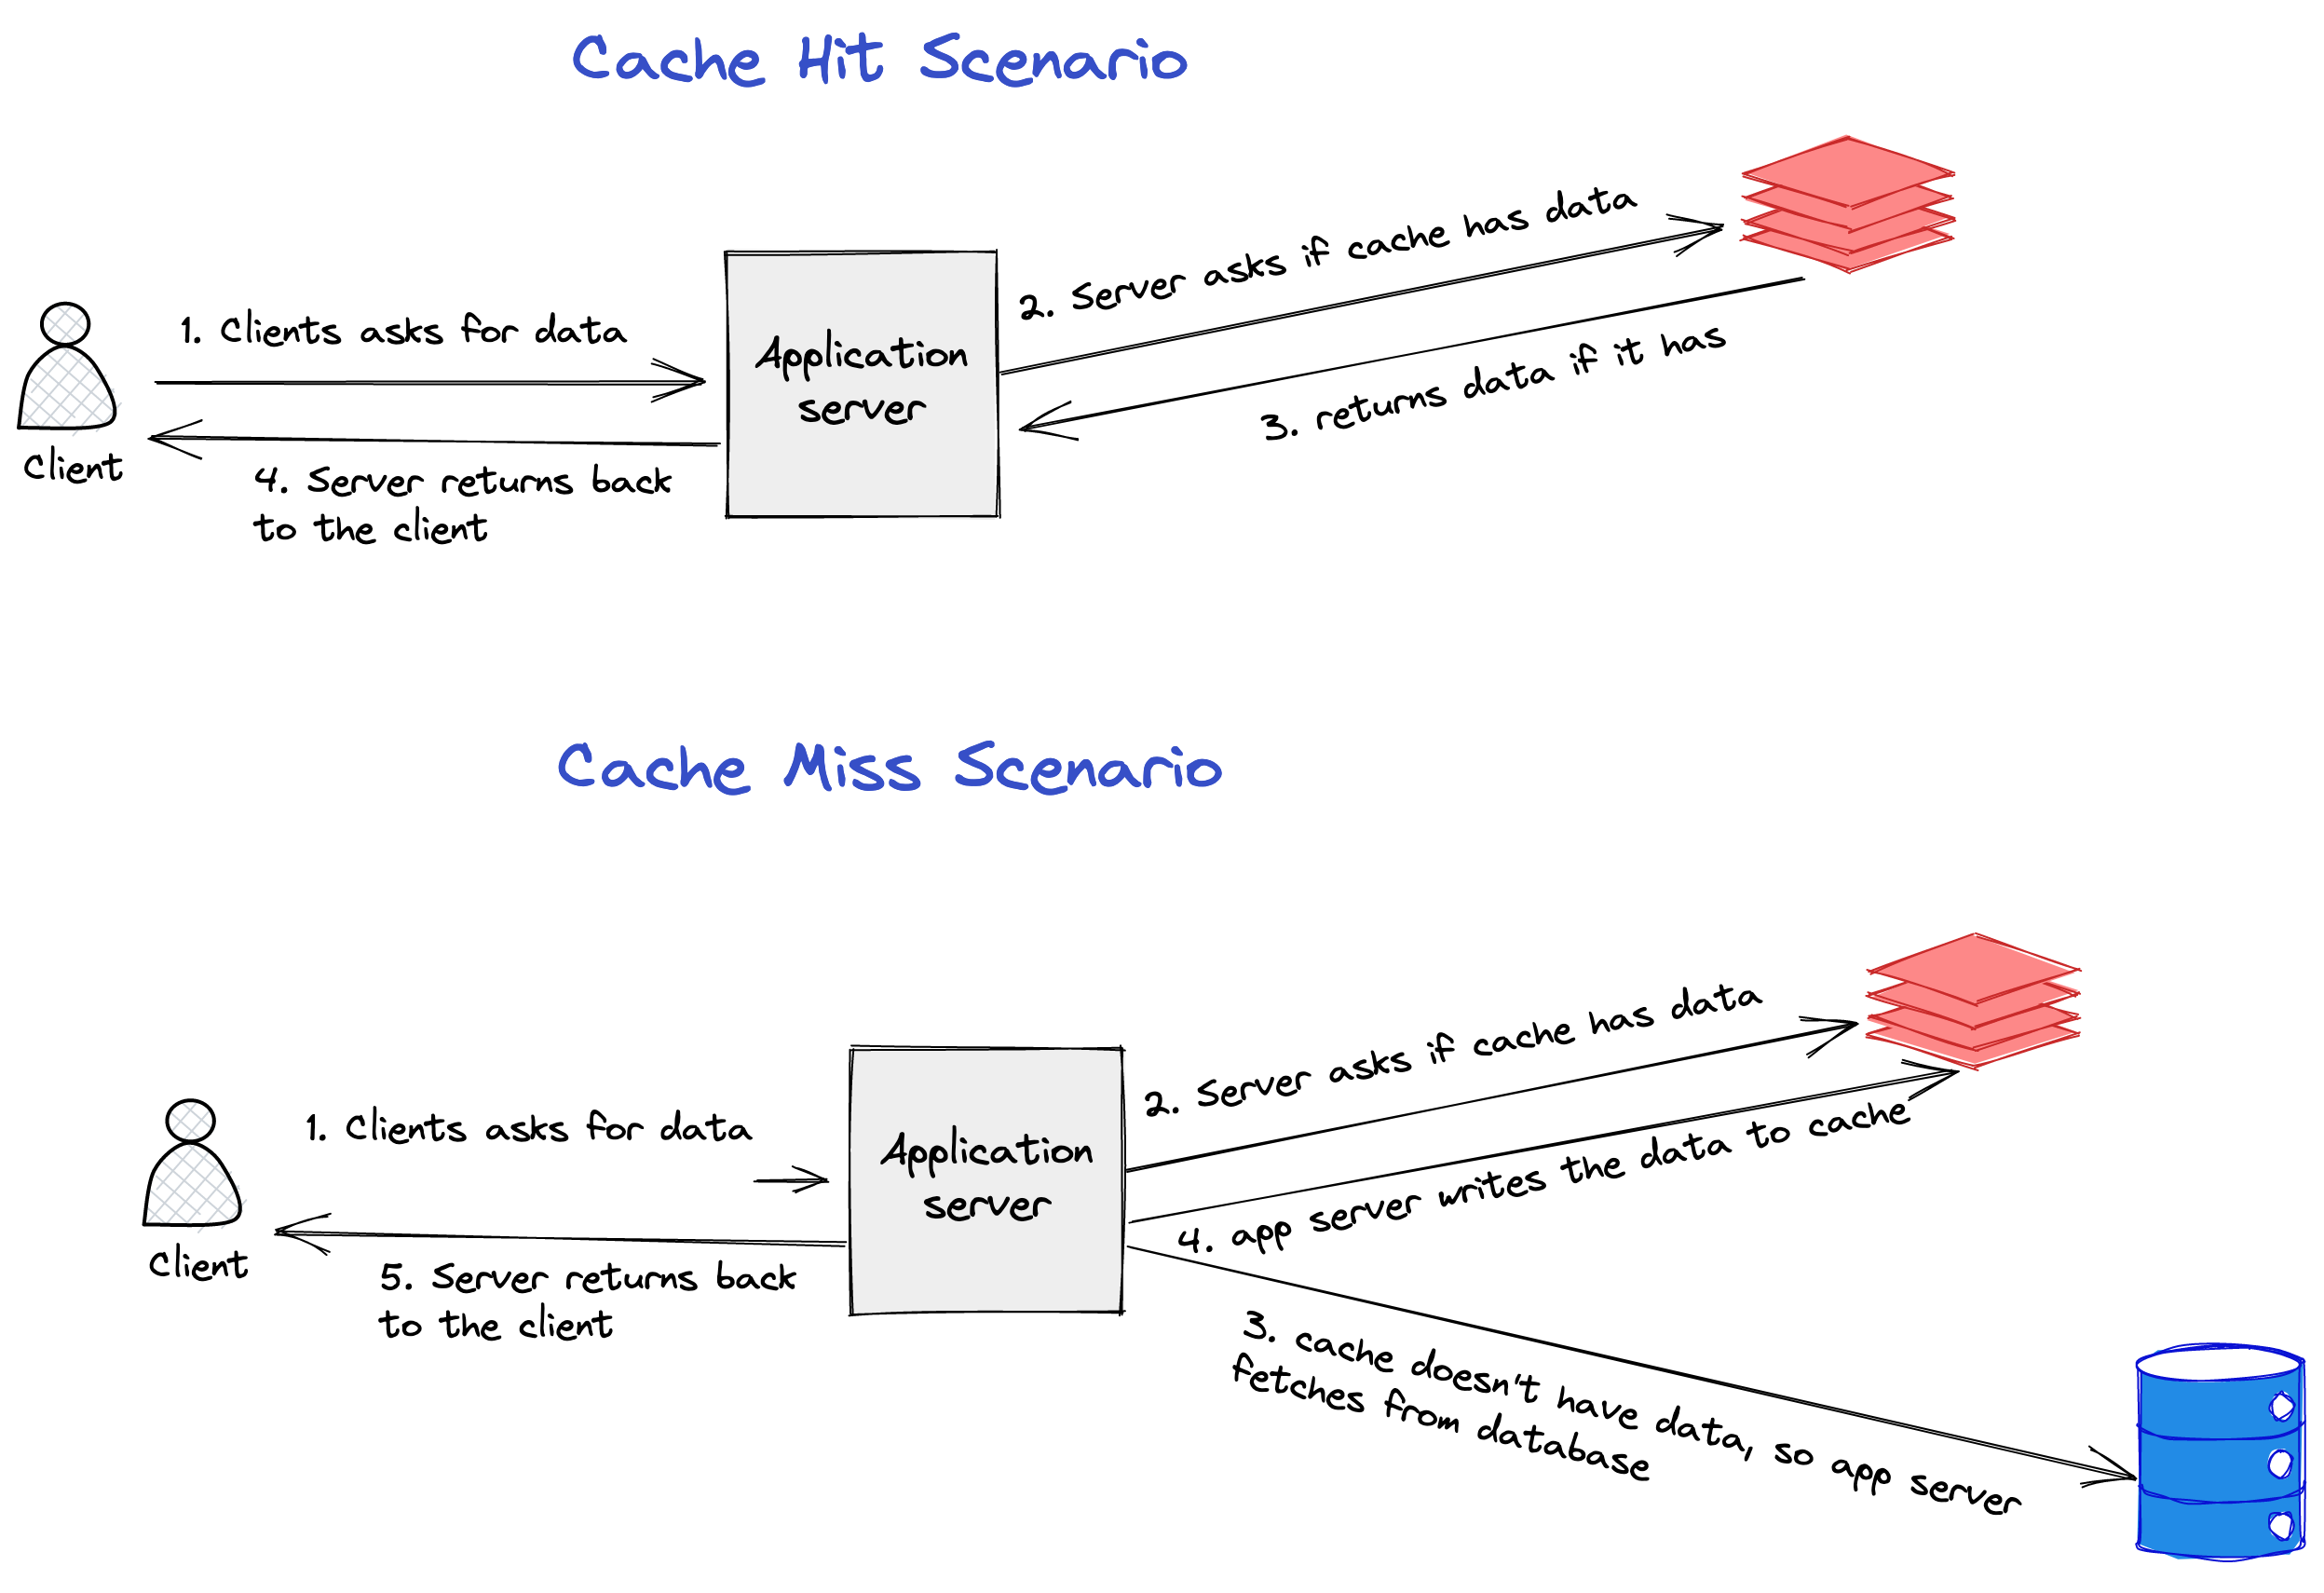 Cache Hit Scenario
2. Server asks if cache has data
1. Clients asks for data
Application
server
3. returns data if it has
Client
4. Server returns back
to the client
Cache Miss Scenario
2. Server asks if cache has data
1. Clients asks for data
Application
server
4. app server writes the data to cache
Client
5. Server returns back
to the client
3. cache doesn't have data, so app server
fetches from database